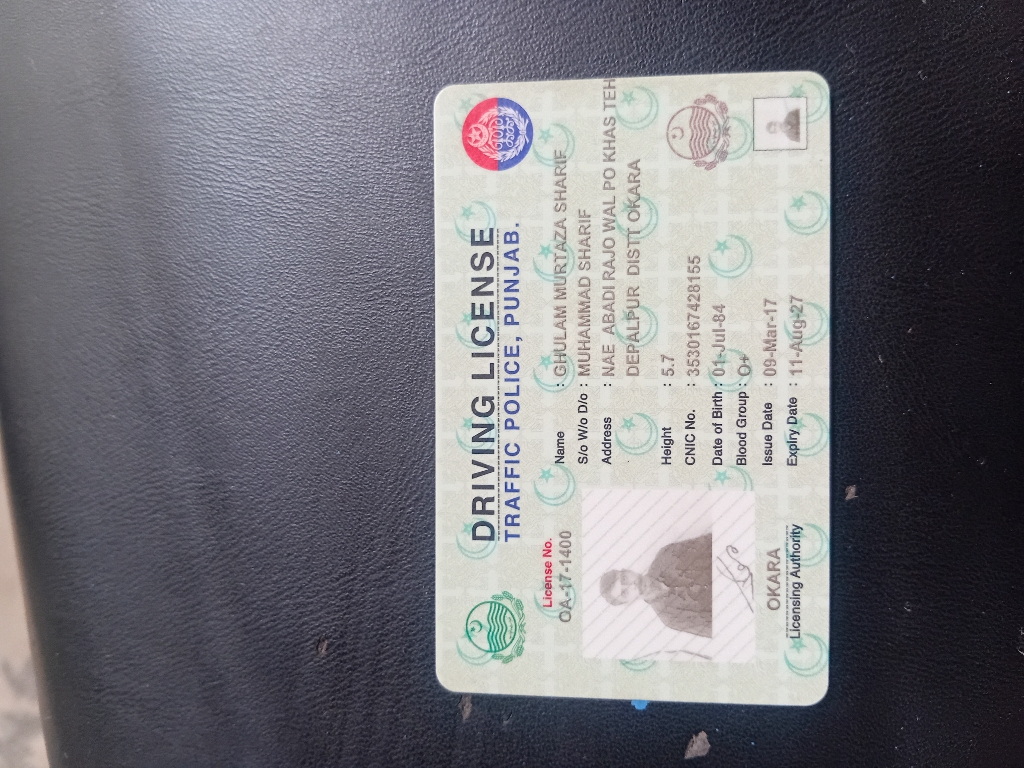 DRIVING LICENSE
TRAFFIC POLICE, PUNJAB.
License No.
OA-17-1400
Name : GHULAM MURTAZA SHARIF
S/o W/o D/o : MUHAMMAD SHARIF
Address : NAE ABADI RAJO WAL PO KHAS TEH
DEPALPUR DISTT OKARA
Height : 5.7
CNIC No. : 3530167428155
Date of Birth : 01-Jul-84
Blood Group : O+
Issue Date : 09-Mar-17
Expiry Date : 11-Aug-27
OKARA
Licensing Authority